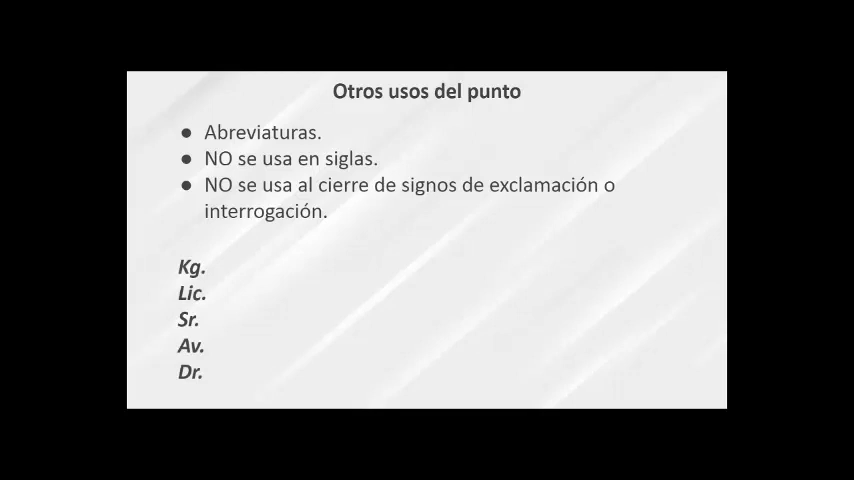 Otros usos del punto
● Abreviaturas.
● NO se usa en siglas.
● NO se usa al cierre de signos de exclamación o
interrogación.
Kg.
Lic.
Sr.
Av.
Dr.